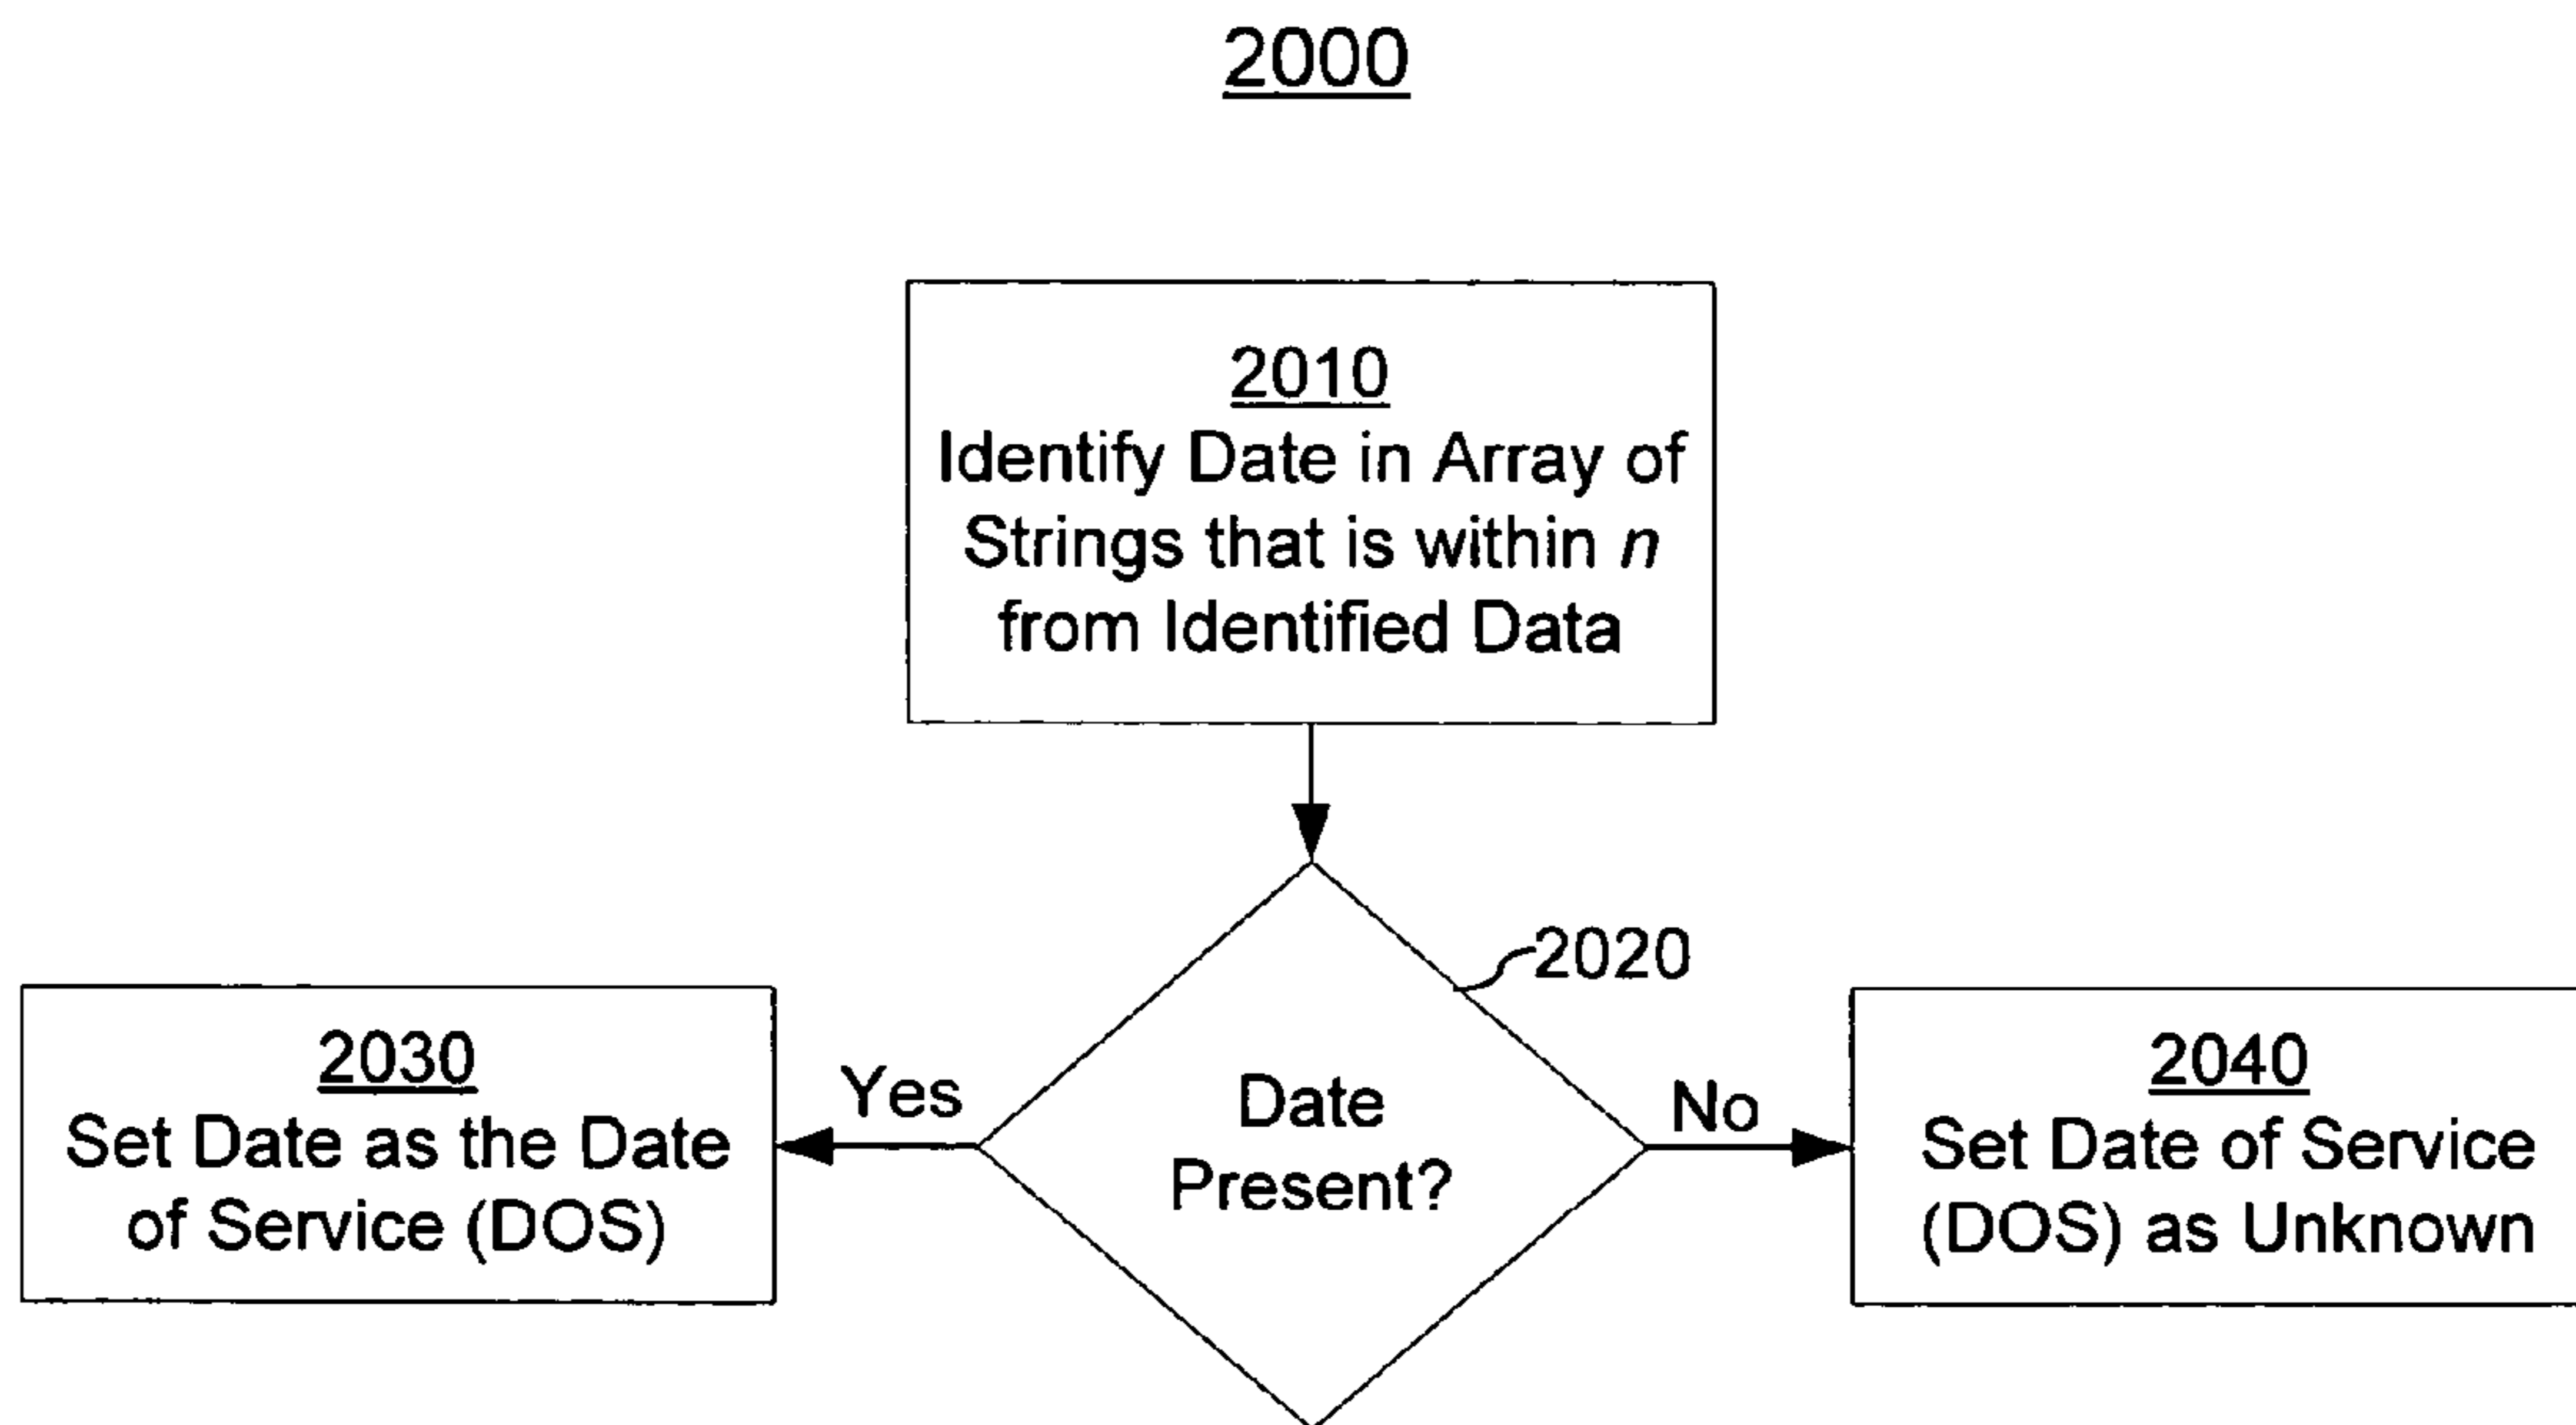 2000
2010
Identify Date in Array of
Strings that is within n
from Identified Data
2020
Date
Present?
Yes
No
2030
Set Date as the Date
of Service (DOS)
2040
Set Date of Service
(DOS) as Unknown